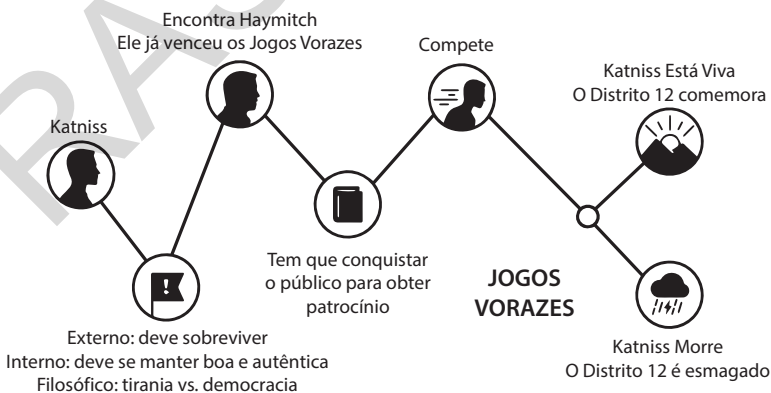 Encontra Haymitch
Ele já venceu os Jogos Vorazes
Compete
Katniss Está Viva
O Distrito 12 comemora
Katniss
!
Tem que conquistar
o público para obter
patrocínio
JOGOS
VORAZES
Externo: deve sobreviver
Interno: deve se manter boa e autêntica
Filosófico: tirania vs. democracia
Katniss Morre
O Distrito 12 é esmagado